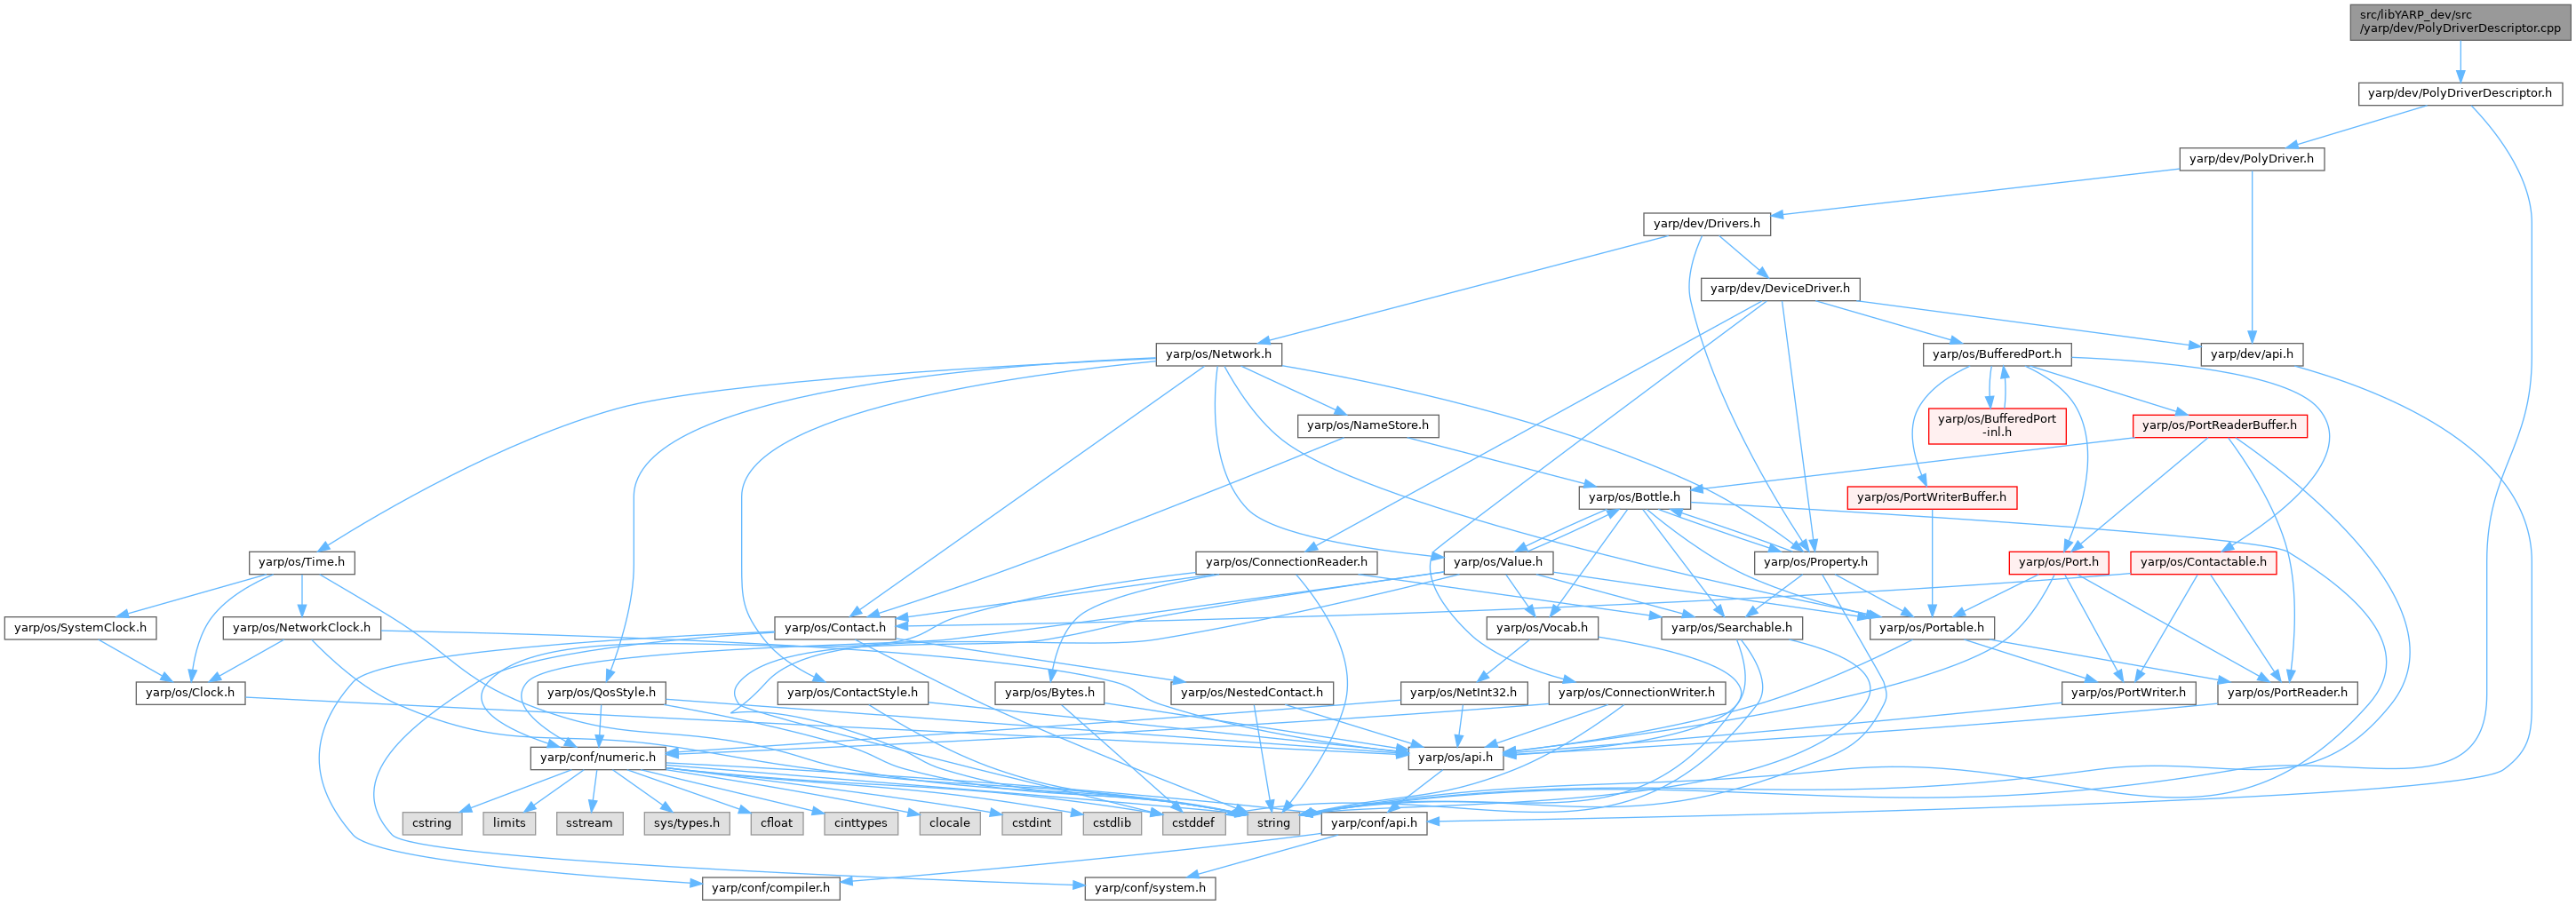 src/libYARP_dev/src
/yarp/dev/PolyDriverDescriptor.cpp
yarp/dev/PolyDriverDescriptor.h
yarp/dev/PolyDriver.h
yarp/dev/Drivers.h
yarp/dev/DeviceDriver.h
yarp/os/Network.h
yarp/os/BufferedPort.h
yarp/dev/api.h
yarp/os/NameStore.h
yarp/os/BufferedPort
-inl.h
yarp/os/PortReaderBuffer.h
yarp/os/Bottle.h
yarp/os/PortWriterBuffer.h
yarp/os/Time.h
yarp/os/ConnectionReader.h
yarp/os/Value.h
yarp/os/Property.h
yarp/os/Port.h
yarp/os/Contactable.h
yarp/os/SystemClock.h
yarp/os/NetworkClock.h
yarp/os/Contact.h
yarp/os/Vocab.h
yarp/os/Searchable.h
yarp/os/Portable.h
yarp/os/Clock.h
yarp/os/QosStyle.h
yarp/os/ContactStyle.h
yarp/os/Bytes.h
yarp/os/NestedContact.h
yarp/os/NetInt32.h
yarp/os/ConnectionWriter.h
yarp/os/PortWriter.h
yarp/os/PortReader.h
yarp/conf/numeric.h
yarp/os/api.h
cstring
limits
sstream
sys/types.h
cfloat
cinttypes
clocale
cstdint
cstdlib
cstddef
string
yarp/conf/api.h
yarp/conf/compiler.h
yarp/conf/system.h